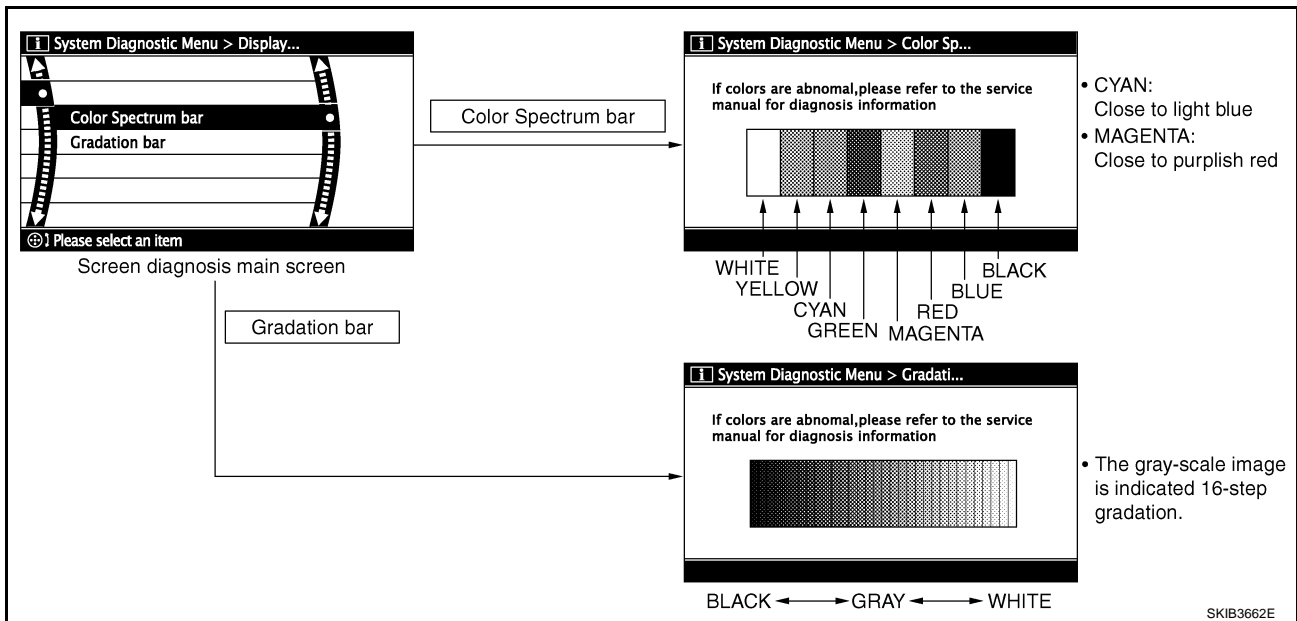 System Diagnostic Menu > Display...
Color Spectrum bar
Gradation bar
Please select an item
Screen diagnosis main screen
Color Spectrum bar
Gradation bar
i System Diagnostic Menu > Color Sp...
If colors are abnomal,please refer to the service
manual for diagnosis information
WHITE
YELLOW
CYAN
GREEN
MAGENTA
RED
BLUE
BLACK
• CYAN:
Close to light blue
• MAGENTA:
Close to purplish red
i System Diagnostic Menu > Gradati...
If colors are abnomal,please refer to the service
manual for diagnosis information
BLACK GRAY WHITE
• The gray-scale image
is indicated 16-step
gradation.
SKIB3662E